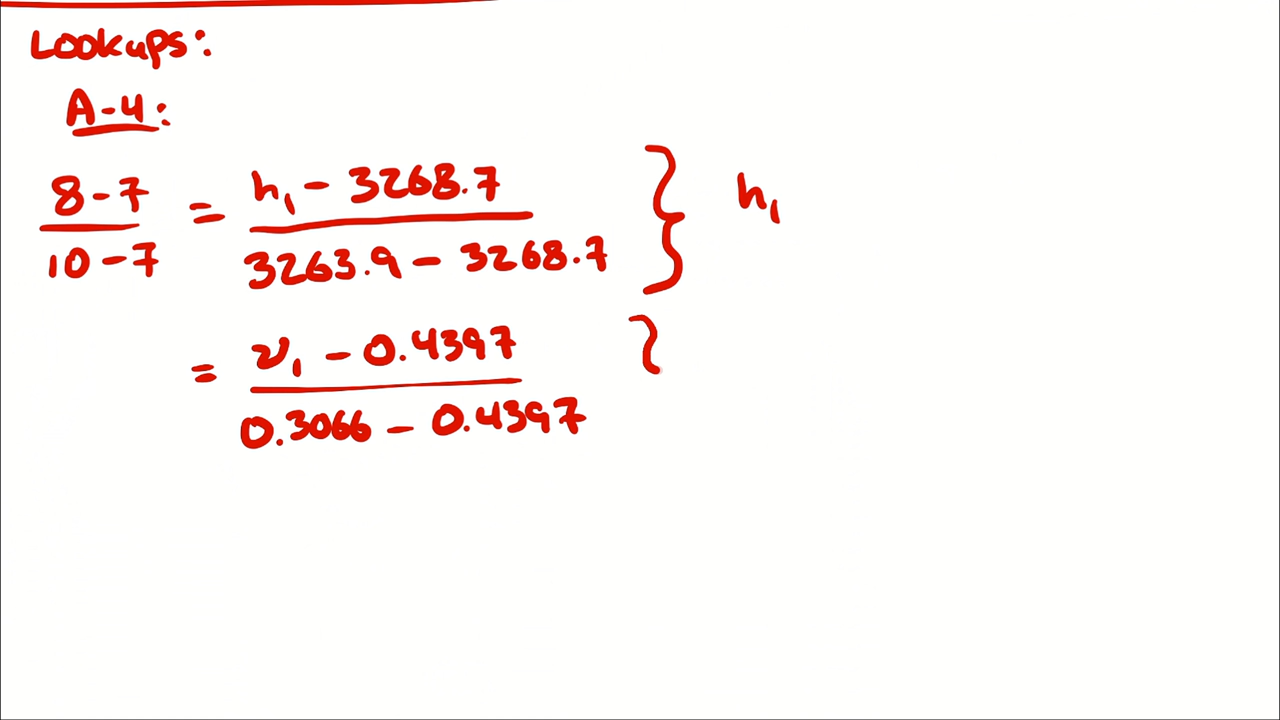 Lookups:
A-4:
8-7 / 10-7 = h₁ - 3268.7 / 3263.9 - 3268.7 } h₁
= v₁ - 0.4397 / 0.3066 - 0.4397